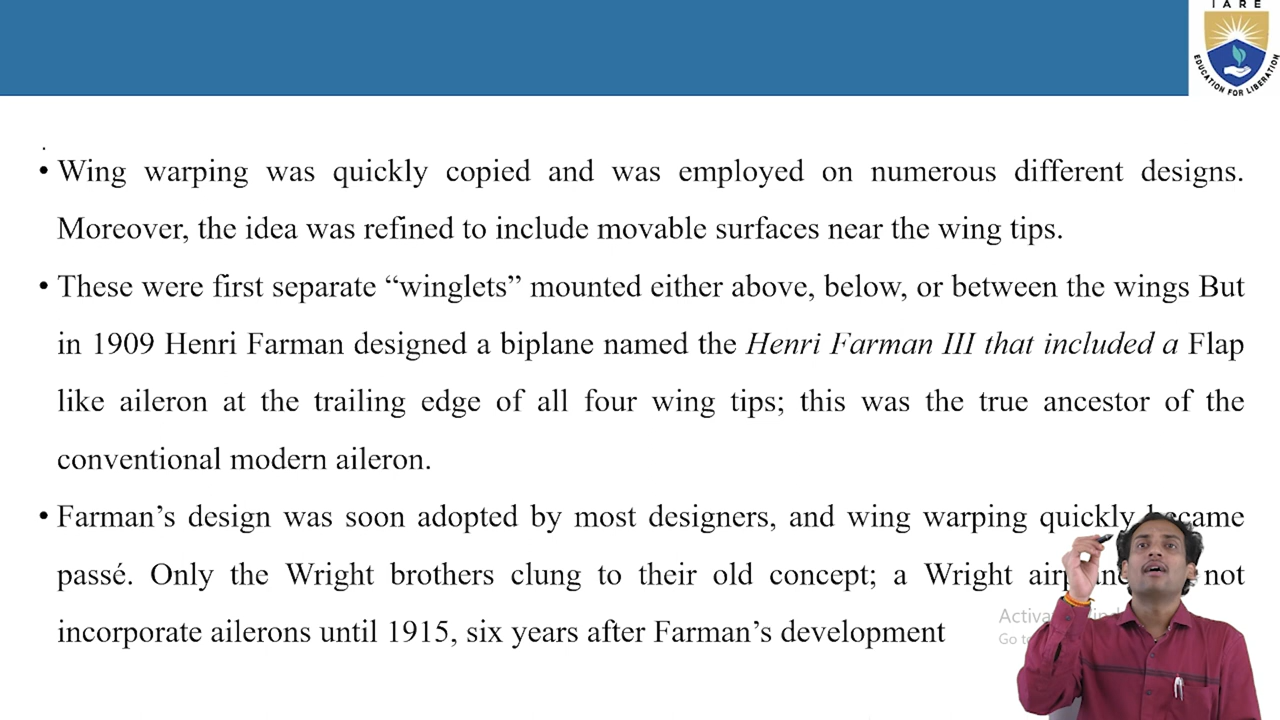 IARE
EDUCATION FOR LIBERATION
• Wing warping was quickly copied and was employed on numerous different designs.
Moreover, the idea was refined to include movable surfaces near the wing tips.
• These were first separate “winglets” mounted either above, below, or between the wings But
in 1909 Henri Farman designed a biplane named the Henri Farman III that included a Flap
like aileron at the trailing edge of all four wing tips; this was the true ancestor of the
conventional modern aileron.
• Farman’s design was soon adopted by most designers, and wing warping quickly
passé. Only the Wright brothers clung to their old concept; a Wright not
incorporate ailerons until 1915, six years after Farman’s development